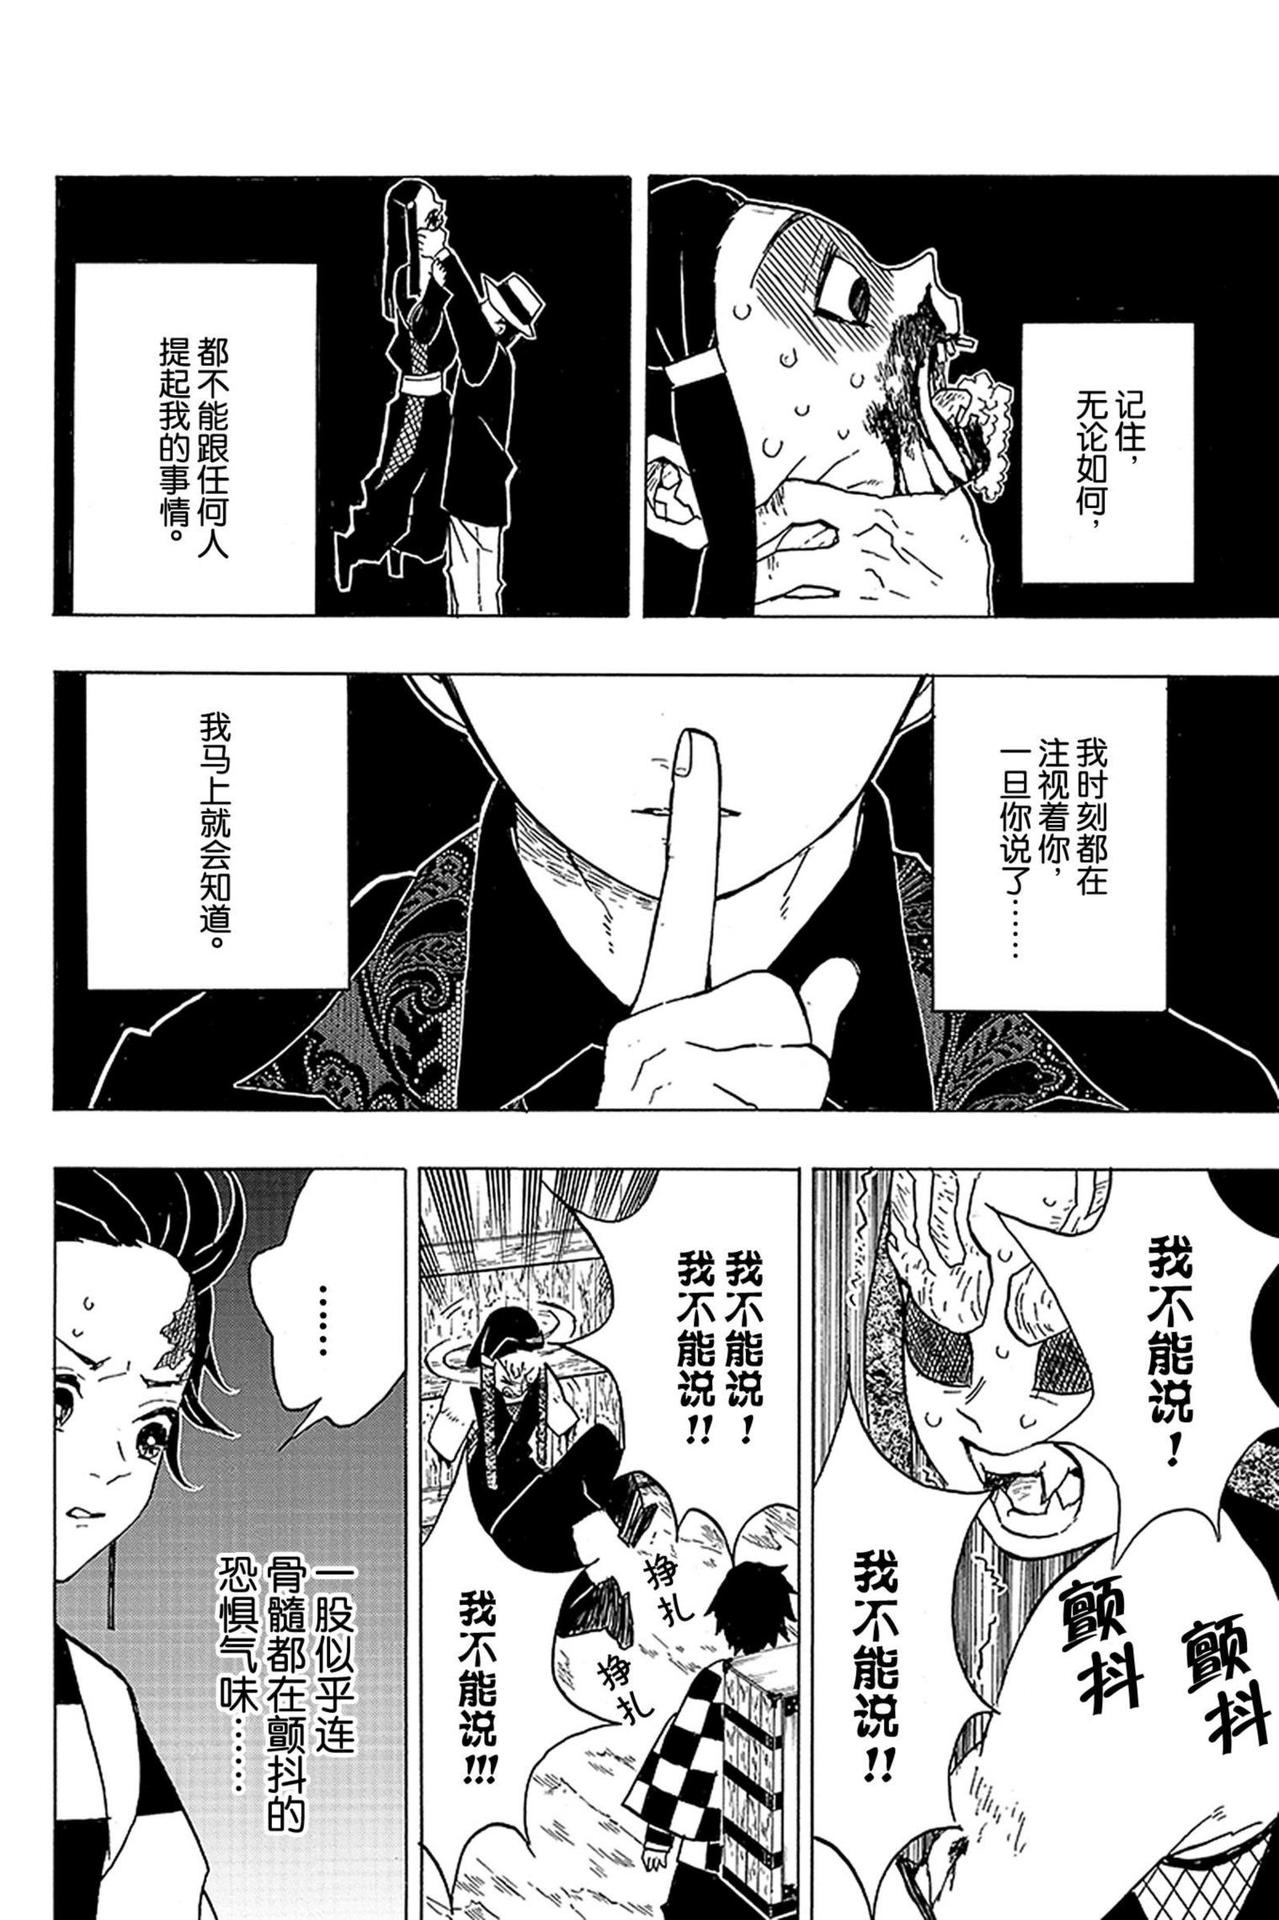 记住，
无论如何，
都不能跟任何人
提起我的事情。
我时刻都在
注视着你，
一旦你说了……
我马上就会知道。
我不能说！
颤抖
颤抖
我不能说！！
我不能说！
我不能说！！
挣扎
挣扎
我不能说！！！
……
一股似乎连
骨髓都在颤抖的
恐惧气味……